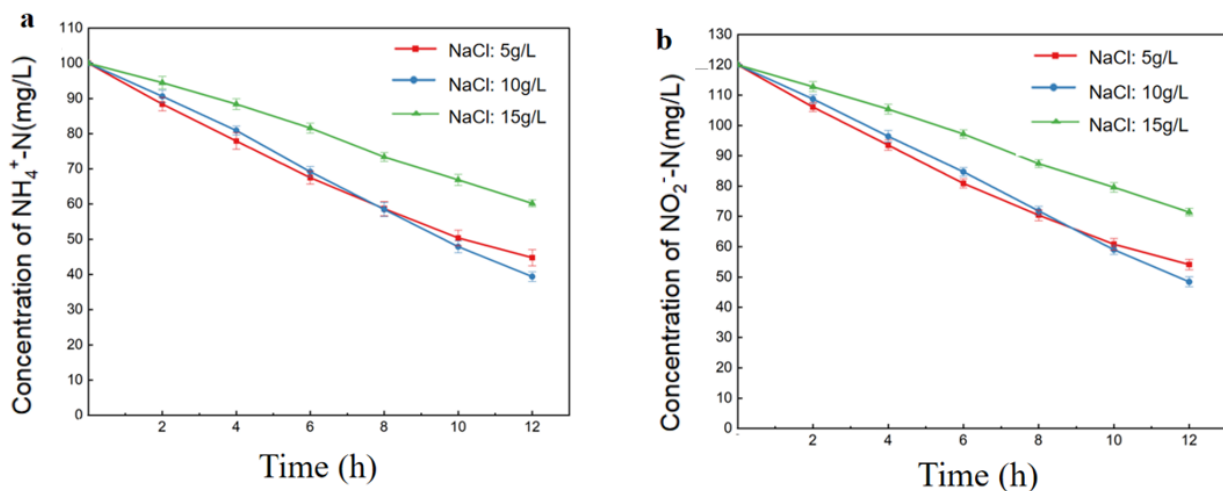 a
Concentration of NH₄⁺-N(mg/L)
110
100
90
80
70
60
50
40
30
20
10
0
NaCl: 5g/L
NaCl: 10g/L
NaCl: 15g/L
2 4 6 8 10 12
Time (h)
b
Concentration of NO₂⁻-N(mg/L)
130
120
110
100
90
80
70
60
50
40
30
20
10
0
NaCl: 5g/L
NaCl: 10g/L
NaCl: 15g/L
2 4 6 8 10 12
Time (h)